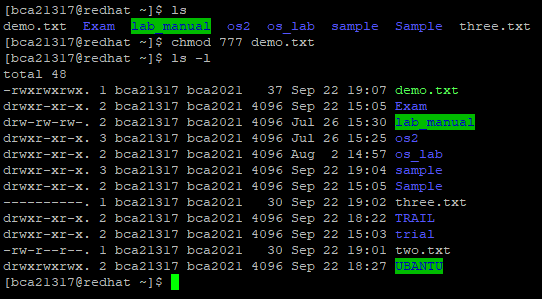 [bca21317@redhat ~]$ ls
demo.txt Exam lab_manual os2 os_lab sample Sample three.txt
[bca21317@redhat ~]$ chmod 777 demo.txt
[bca21317@redhat ~]$ ls -l
total 48
-rwxrwxrwx. 1 bca21317 bca2021 37 Sep 22 19:07 demo.txt
drwxr-xr-x. 2 bca21317 bca2021 4096 Sep 22 15:05 Exam
drw-rw-rw-. 2 bca21317 bca2021 4096 Jul 26 15:30 lab_manual
drwxr-xr-x. 3 bca21317 bca2021 4096 Jul 26 15:25 os2
drwxr-xr-x. 2 bca21317 bca2021 4096 Aug 2 14:57 os_lab
drwxr-xr-x. 3 bca21317 bca2021 4096 Sep 22 19:04 sample
drwxr-xr-x. 2 bca21317 bca2021 4096 Sep 22 15:05 Sample
----------. 1 bca21317 bca2021 30 Sep 22 19:02 three.txt
drwxr-xr-x. 2 bca21317 bca2021 4096 Sep 22 18:22 TRAIL
drwxr-xr-x. 2 bca21317 bca2021 4096 Sep 22 15:03 trial
-rw-r--r--. 1 bca21317 bca2021 30 Sep 22 19:01 two.txt
drwxrwxrwx. 2 bca21317 bca2021 4096 Sep 22 18:27 UBANTU
[bca21317@redhat ~]$